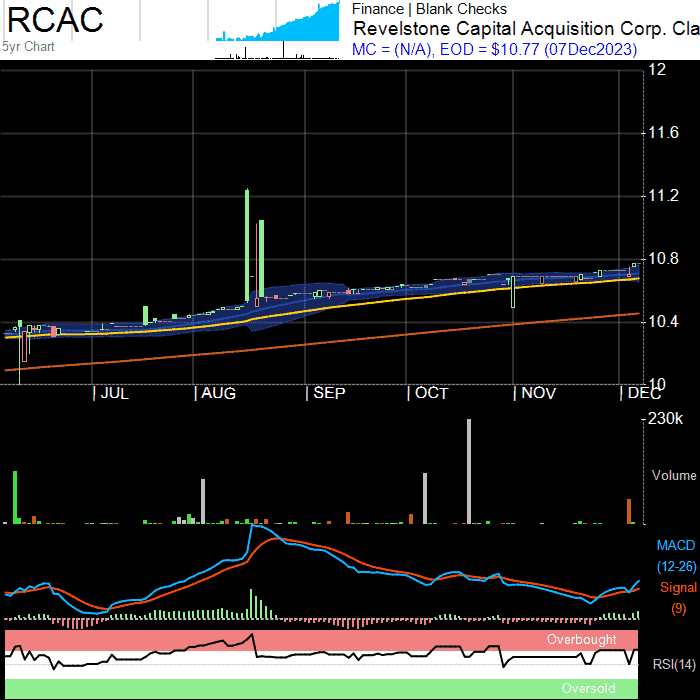 RCAC
5yr Chart
Finance | Blank Checks
Revelstone Capital Acquisition Corp. Cla
MC = (N/A), EOD = $10.77 (07Dec2023)
12
11.6
11.2
10.8
10.4
10
JUL AUG SEP OCT NOV DEC
230k
Volume
MACD
(12-26)
Signal
(9)
Overbought
RSI(14)
Oversold